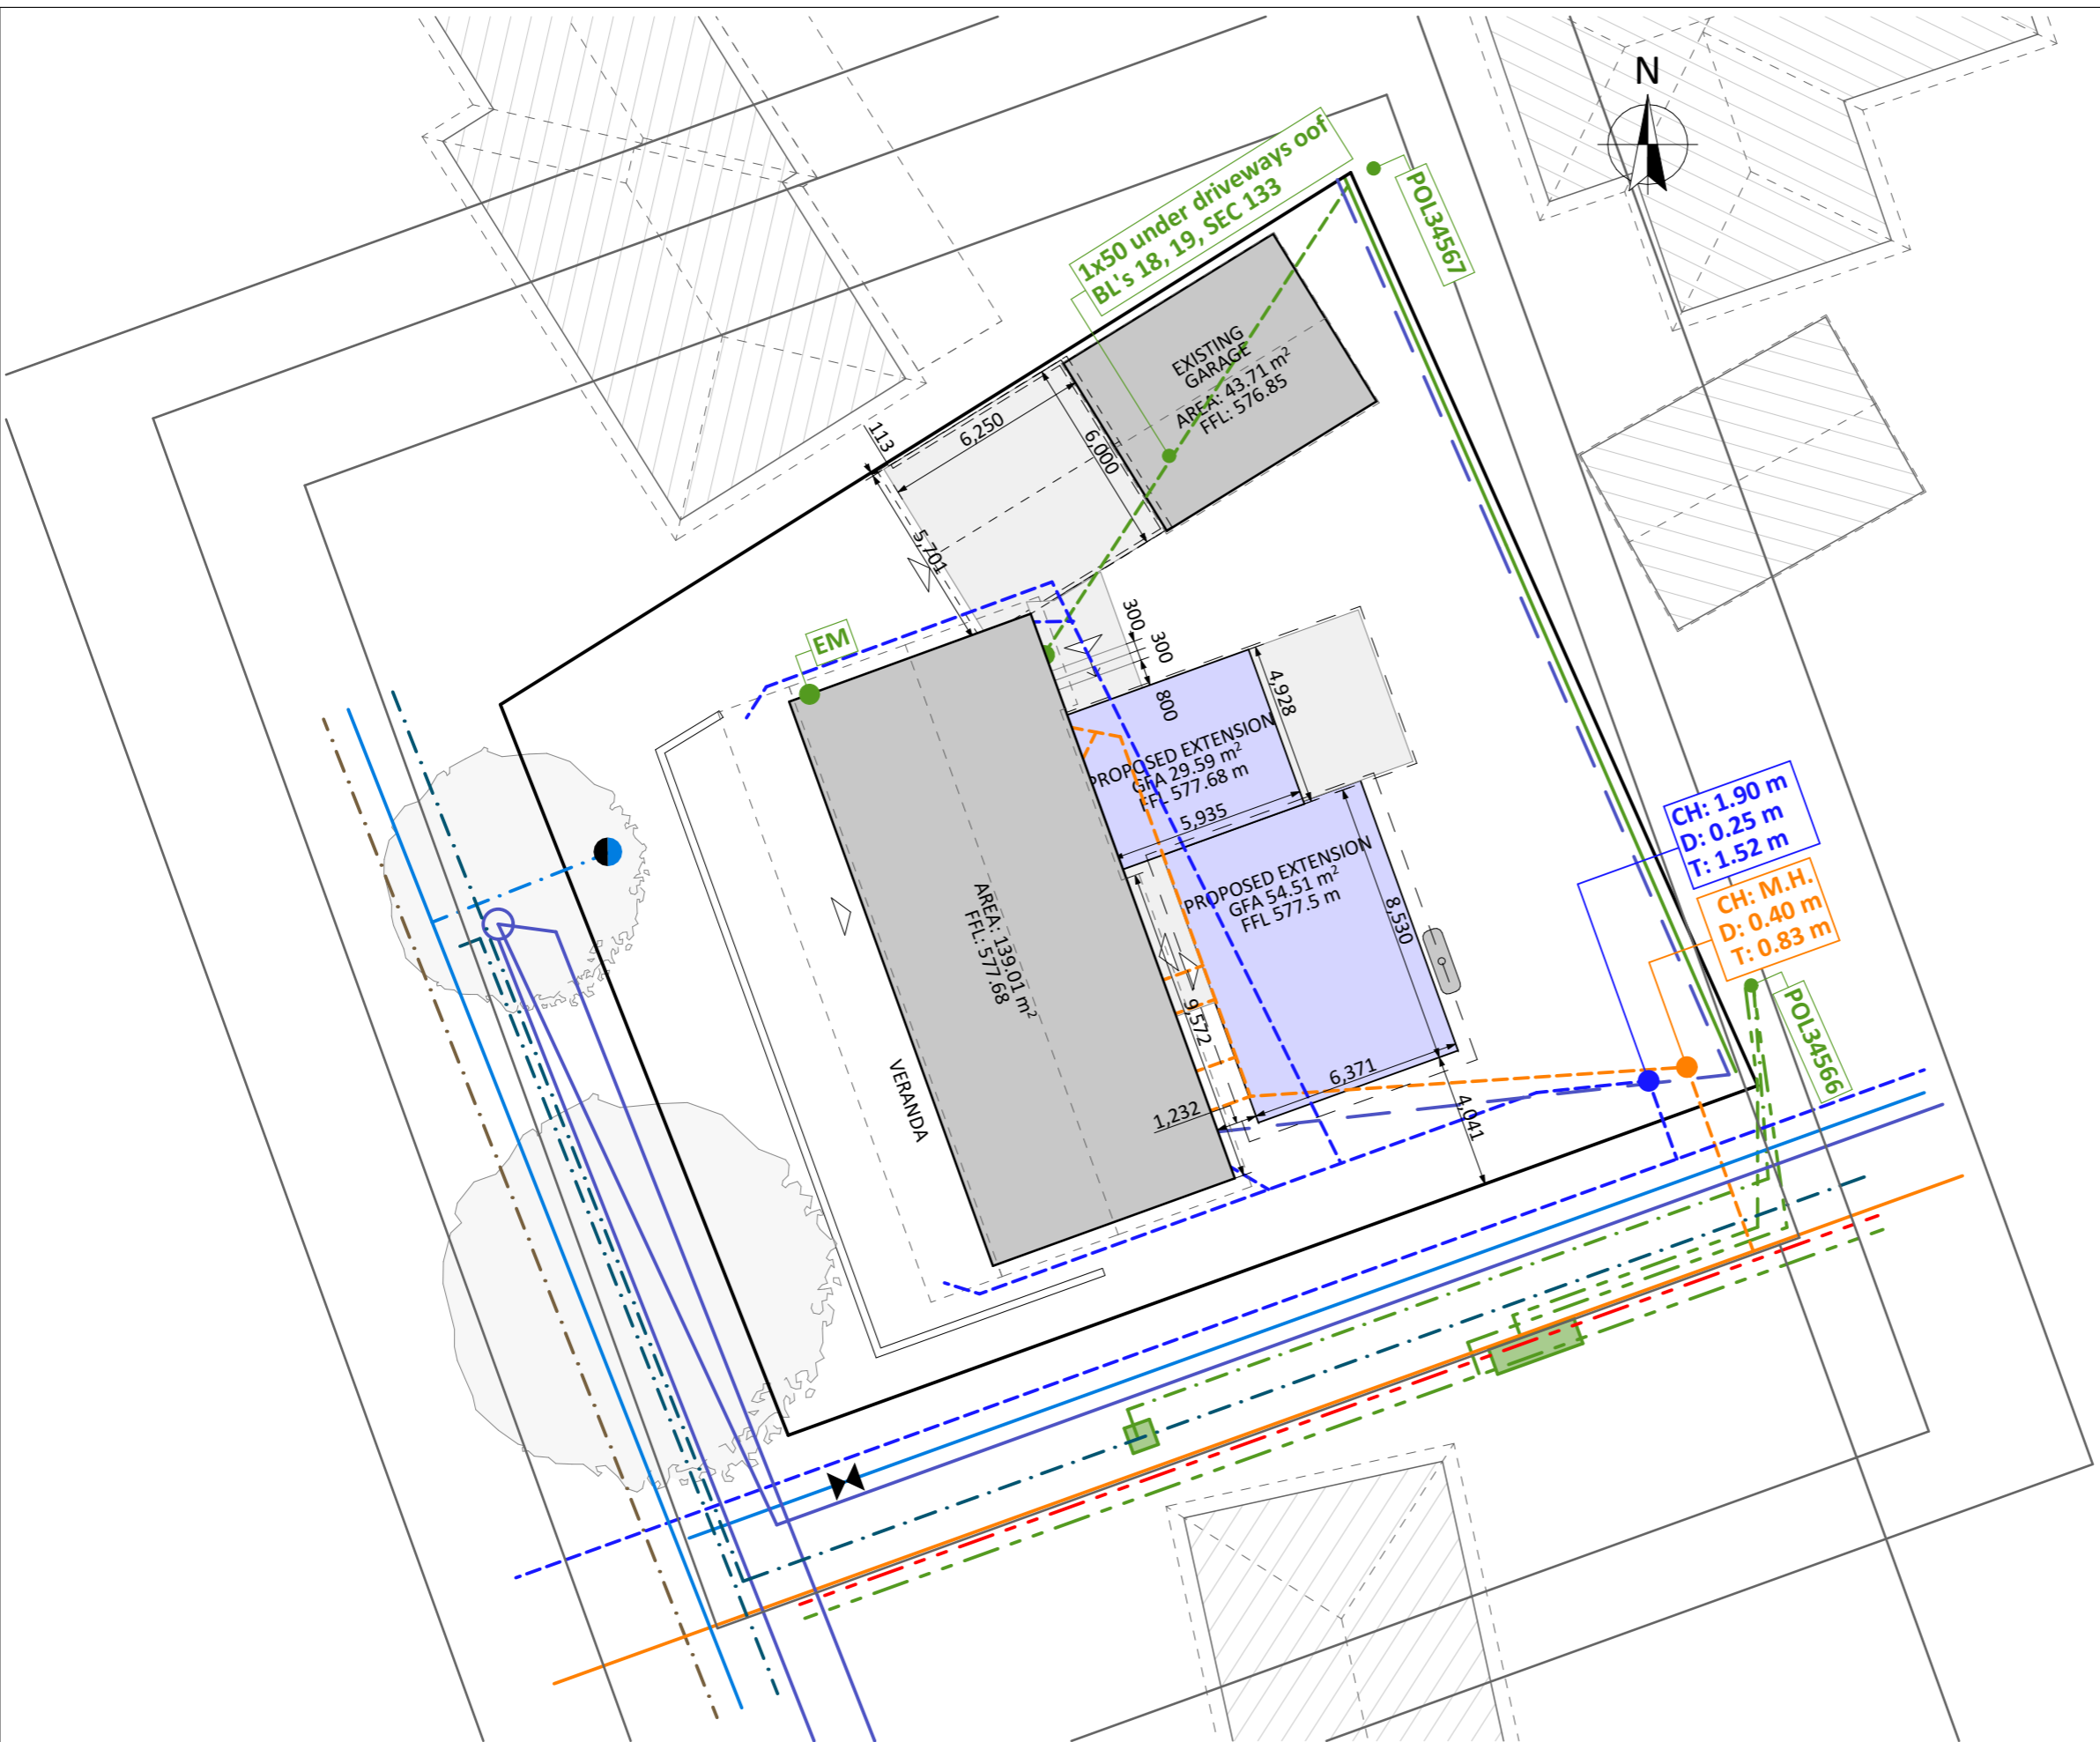 N
1x50 under driveways oof
BL's 18, 19, SEC 133
POL34567
EXISTING
GARAGE
AREA: 43.71 m²
FFL: 576.85
113
6,250
6,000
5,701
EM
300
300
800
4,928
PROPOSED EXTENSION
GFA 29.59 m²
FFL 577.68 m
5,935
CH: 1.90 m
D: 0.25 m
T: 1.52 m
PROPOSED EXTENSION
GFA 54.51 m²
FFL 577.5 m
CH: M.H.
D: 0.40 m
T: 0.83 m
AREA: 139.01 m²
FFL: 577.68
8,530
9,572
POL34566
VERANDA
6,371
1,232
4,041